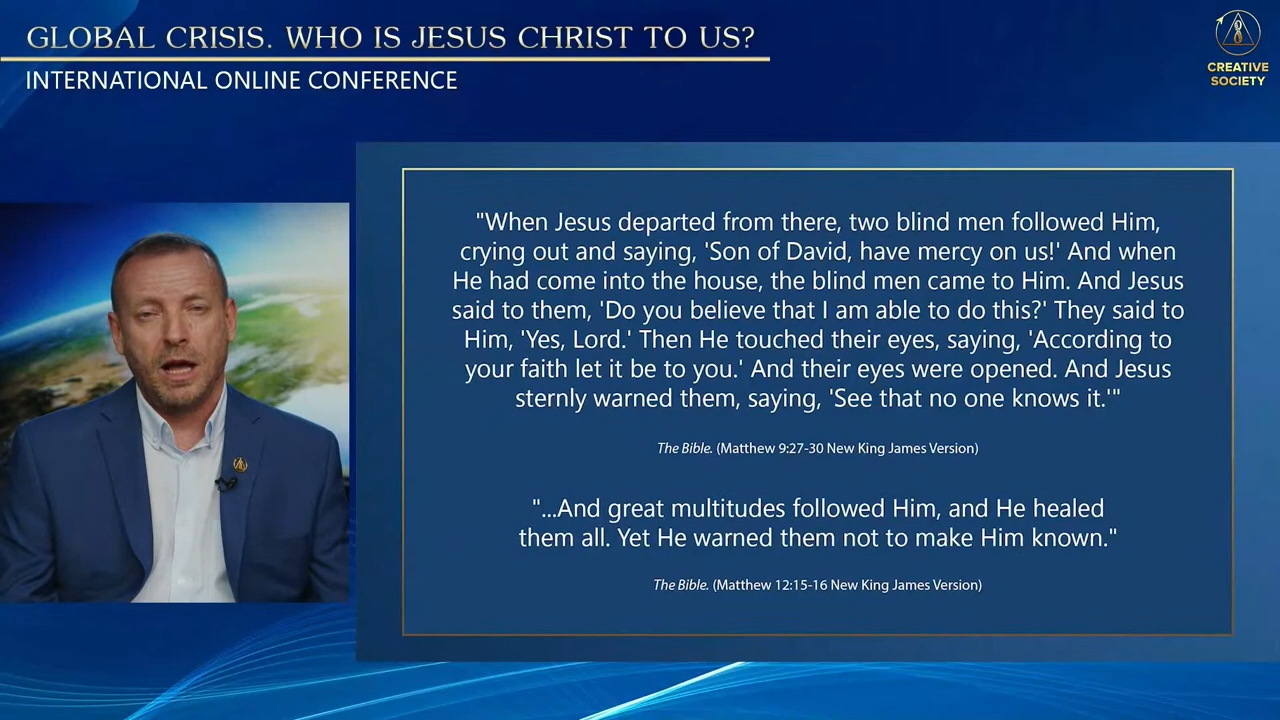 GLOBAL CRISIS. WHO IS JESUS CHRIST TO US?
INTERNATIONAL ONLINE CONFERENCE
CREATIVE
SOCIETY
"When Jesus departed from there, two blind men followed Him,
crying out and saying, 'Son of David, have mercy on us!' And when
He had come into the house, the blind men came to Him. And Jesus
said to them, 'Do you believe that I am able to do this?' They said to
Him, 'Yes, Lord.' Then He touched their eyes, saying, 'According to
your faith let it be to you.' And their eyes were opened. And Jesus
sternly warned them, saying, 'See that no one knows it.'"
The Bible. (Matthew 9:27-30 New King James Version)
"...And great multitudes followed Him, and He healed
them all. Yet He warned them not to make Him known."
The Bible. (Matthew 12:15-16 New King James Version)